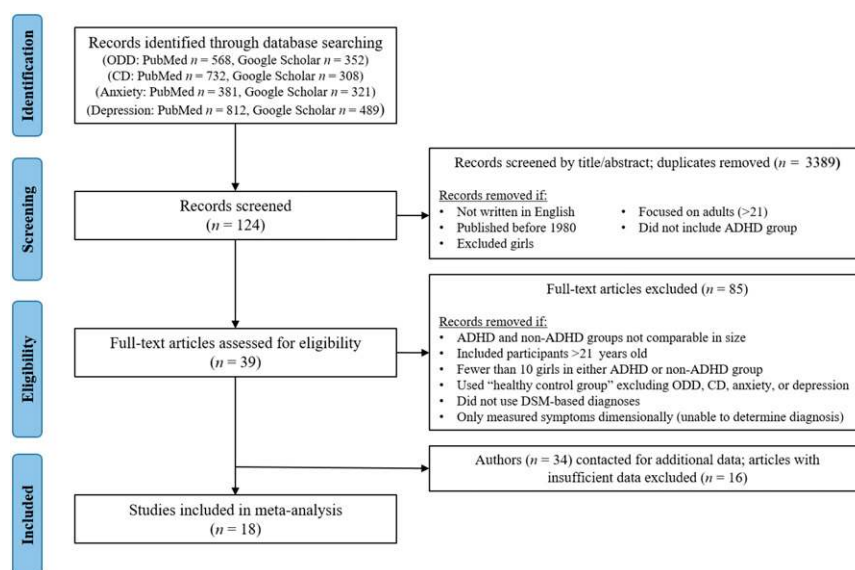 Identification
Records identified through database searching
(ODD: PubMed n = 568, Google Scholar n = 352)
(CD: PubMed n = 732, Google Scholar n = 308)
(Anxiety: PubMed n = 381, Google Scholar n = 321)
(Depression: PubMed n = 812, Google Scholar n = 489)
Screening
Records screened
(n = 124)
Records screened by title/abstract; duplicates removed (n = 3389)
Records removed if:
• Not written in English
• Published before 1980
• Excluded girls
• Focused on adults (>21)
• Did not include ADHD group
Eligibility
Full-text articles assessed for eligibility
(n = 39)
Full-text articles excluded (n = 85)
Records removed if:
• ADHD and non-ADHD groups not comparable in size
• Included participants >21 years old
• Fewer than 10 girls in either ADHD or non-ADHD group
• Used “healthy control group” excluding ODD, CD, anxiety, or depression
• Did not use DSM-based diagnoses
• Only measured symptoms dimensionally (unable to determine diagnosis)
Included
Authors (n = 34) contacted for additional data; articles with
insufficient data excluded (n = 16)
Studies included in meta-analysis
(n = 18)